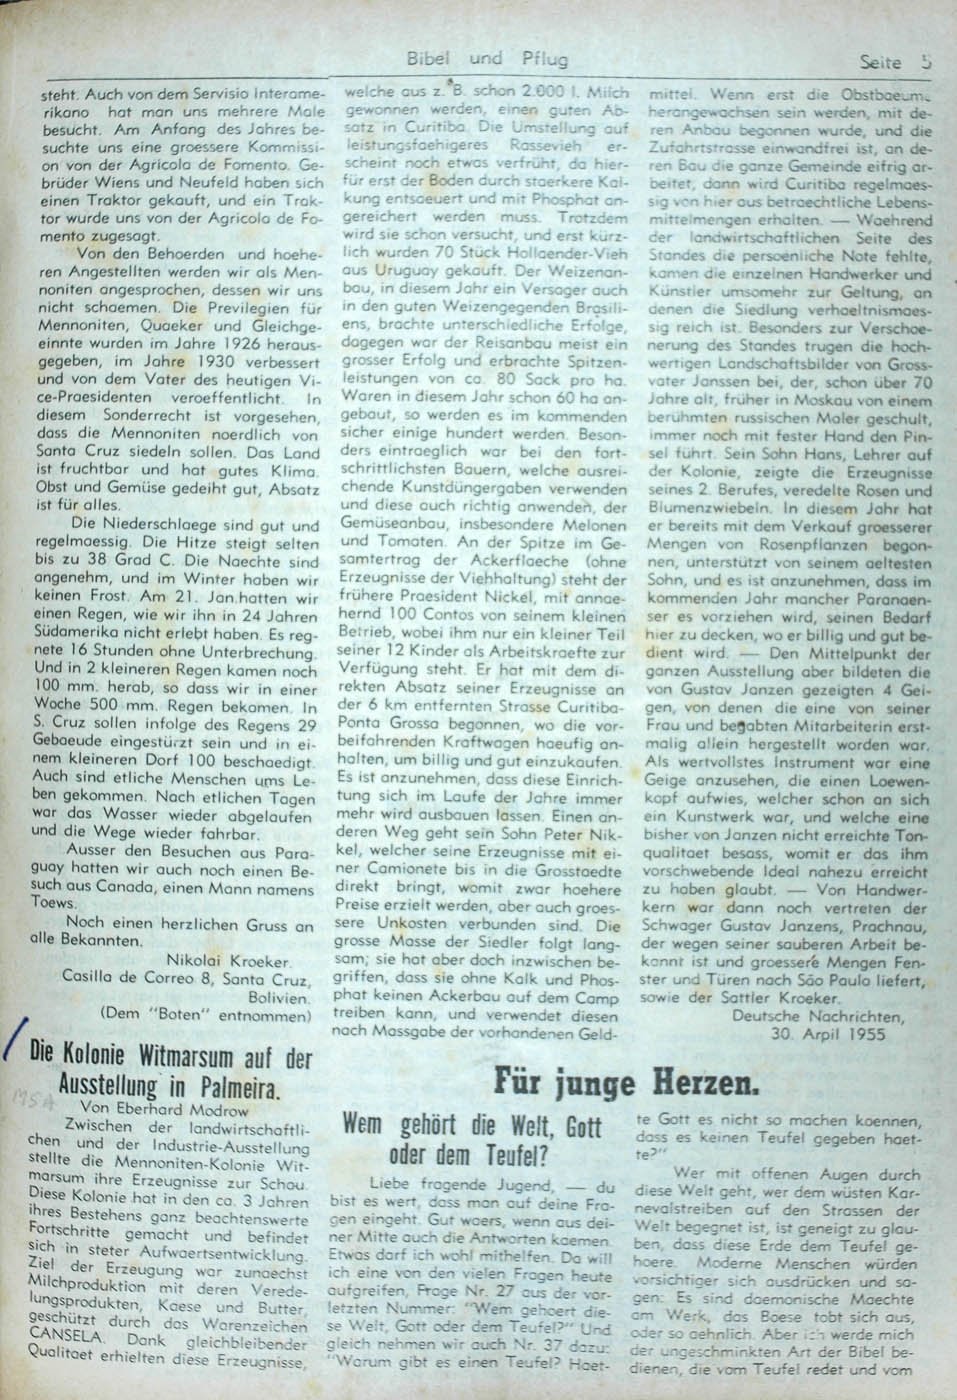 Bibel und Pflug
Seite 5
steht. Auch von dem Servisio Interame-
rikano hat man uns mehrere Male
besucht. Am Anfang des Jahres be-
suchte uns eine groessere Kommissi-
on von der Agricola de Fomento. Ge-
brüder Wiens und Neufeld haben sich
einen Traktor gekauft, und ein Trak-
tor wurde uns von der Agricola de Fo-
mento zugesagt.
Von den Behoerden und hoehe-
ren Angestellten werden wir als Men-
noniten angesprochen, dessen wir uns
nicht schaemen. Die Previlegien für
Mennoniten, Quaeker und Gleichge-
einnte wurden im Jahre 1926 heraus-
gegeben, im Jahre 1930 verbessert
und von dem Vater des heutigen Vi-
ce-Praesidenten veroeffentlicht. In
diesem Sonderrecht ist vorgesehen,
dass die Mennoniten noerdlich von
Santa Cruz siedeln sollen. Das Land
ist fruchtbar und hat gutes Klima.
Obst und Gemüse gedeiht gut, Absatz
ist für alles.
Die Niederschlaege sind gut und
regelmaessig. Die Hitze steigt selten
bis zu 38 Grad C. Die Naechte sind
angenehm, und im Winter haben wir
keinen Frost. Am 21. Jan.hatten wir
einen Regen, wie wir ihn in 24 Jahren
Südamerika nicht erlebt haben. Es reg-
nete 16 Stunden ohne Unterbrechung.
Und in 2 kleineren Regen kamen noch
100 mm. herab, so dass wir in einer
Woche 500 mm. Regen bekamen. In
S. Cruz sollen infolge des Regens 29
Gebaeude eingestürzt sein und in ei-
nem kleineren Dorf 100 beschaedigt.
Auch sind etliche Menschen ums Le-
ben gekommen. Nach etlichen Tagen
war das Wasser wieder abgelaufen
und die Wege wieder fahrbar.
Ausser den Besuchen aus Para-
guay hatten wir auch noch einen Be-
such aus Canada, einen Mann namens
Toews.
Noch einen herzlichen Gruss an
alle Bekannten.
Nikolai Kroeker.
Casilla de Correo 8, Santa Cruz,
Bolivien.
(Dem "Boten" entnommen)
Die Kolonie Witmarsum auf der
Ausstellung in Palmeira.
Von Eberhard Modrow
Zwischen der landwirtschaftli-
chen und der Industrie-Ausstellung
stellte die Mennoniten-Kolonie Wit-
marsum ihre Erzeugnisse zur Schau.
Diese Kolonie hat in den ca. 3 Jahren
ihres Bestehens ganz beachtenswerte
Fortschritte gemacht und befindet
sich in steter Aufwaertsentwicklung.
Ziel der Erzeugung war zunaechst
Milchproduktion mit deren Verede-
lungsprodukten, Kaese und Butter,
geschützt durch das Warenzeichen
CANSELA. Dank gleichbleibender
Qualitaet erhielten diese Erzeugnisse,
welche aus z. B. schon 2.000 l. Milch
gewonnen werden, einen guten Ab-
satz in Curitiba. Die Umstellung auf
leistungsfaehigeres Rassevieh er-
scheint noch etwas verfrüht, da hier-
für erst der Boden durch staerkere Kal-
kung entsaeuert und mit Phosphat an-
gereichert werden muss. Trotzdem
wird sie schon versucht, und erst kürz-
lich wurden 70 Stück Hollaender-Vieh
aus Uruguay gekauft. Der Weizenan-
bau, in diesem Jahr ein Versager auch
in den guten Weizengegenden Brasili-
ens, brachte unterschiedliche Erfolge,
dagegen war der Reisanbau meist ein
grosser Erfolg und erbrachte Spitzen-
leistungen von ca. 80 Sack pro ha.
Waren in diesem Jahr schon 60 ha an-
gebaut, so werden es im kommenden
sicher einige hundert werden. Beson-
ders eintraeglich war bei den fort-
schrittlichsten Bauern, welche ausrei-
chende Kunstdüngergaben verwenden
und diese auch richtig anwenden, der
Gemüseanbau, insbesondere Melonen
und Tomaten. An der Spitze im Ge-
samtertrag der Ackerflaeche (ohne
Erzeugnisse der Viehhaltung) steht der
frühere Praesident Nickel, mit annae-
hernd 100 Contos von seinem kleinen
Betrieb, wobei ihm nur ein kleiner Teil
seiner 12 Kinder als Arbeitskraefte zur
Verfügung steht. Er hat mit dem di-
rekten Absatz seiner Erzeugnisse an
der 6 km entfernten Strasse Curitiba-
Ponta Grossa begonnen, wo die vor-
beifahrenden Kraftwagen haeufig an-
halten, um billig und gut einzukaufen.
Es ist anzunehmen, dass diese Einrich-
tung sich im Laufe der Jahre immer
mehr wird ausbauen lassen. Einen an-
deren Weg geht sein Sohn Peter Nik-
kel, welcher seine Erzeugnisse mit ei-
ner Camionete bis in die Grosstaedte
direkt bringt, womit zwar hoehere
Preise erzielt werden, aber auch groes-
sere Unkosten verbunden sind. Die
grosse Masse der Siedler folgt lang-
sam; sie hat aber doch inzwischen be-
griffen, dass sie ohne Kalk und Phos-
phat keinen Ackerbau auf dem Camp
treiben kann, und verwendet diesen
nach Massgabe der vorhandenen Geld-
mittel. Wenn erst die Obstbaeume
herangewachsen sein werden, mit de-
ren Anbau begonnen wurde, und die
Zufahrtstrasse einwandfrei ist, an de-
ren Bau die ganze Gemeinde eifrig ar-
beitet, dann wird Curitiba regelmaes-
sig von hier aus betraechtliche Lebens-
mittelmengen erhalten. — Waehrend
der landwirtschaftlichen Seite des
Standes die persoenliche Note fehlte,
kamen die einzelnen Handwerker und
Künstler umsomehr zur Geltung, an
denen die Siedlung verhaeltnismaes-
sig reich ist. Besonders zur Verschoe-
nerung des Standes trugen die hoch-
wertigen Landschaftsbilder von Gross-
vater Janssen bei, der, schon über 70
Jahre alt, früher in Moskau von einem
berühmten russischen Maler geschult,
immer noch mit fester Hand den Pin-
sel führt. Sein Sohn Hans, Lehrer auf
der Kolonie, zeigte die Erzeugnisse
seines 2. Berufes, veredelte Rosen und
Blumenzwiebeln. In diesem Jahr hat
er bereits mit dem Verkauf groesserer
Mengen von Rosenpflanzen begon-
nen, unterstützt von seinem aeltesten
Sohn, und es ist anzunehmen, dass im
kommenden Jahr mancher Paranaen-
ser es vorziehen wird, seinen Bedarf
hier zu decken, wo er billig und gut be-
dient wird. — Den Mittelpunkt der
ganzen Ausstellung aber bildeten die
von Gustav Janzen gezeigten 4 Gei-
gen, von denen die eine von seiner
Frau und begabten Mitarbeiterin erst-
malig allein hergestellt worden war.
Als wertvollstes Instrument war eine
Geige anzusehen, die einen Loewen-
kopf aufwies, welcher schon an sich
ein Kunstwerk war, und welche eine
bisher von Janzen nicht erreichte Ton-
qualitaet besass, womit er das ihm
vorschwebende Ideal nahezu erreicht
zu haben glaubt. — Von Handwer-
kern war dann noch vertreten der
Schwager Gustav Janzens, Prachnau,
der wegen seiner sauberen Arbeit be-
kannt ist und groessere Mengen Fen-
ster und Türen nach São Paulo liefert,
sowie der Sattler Kroeker.
Deutsche Nachrichten,
30. Arpil 1955
Für junge Herzen.
Wem gehört die Welt, Gott
oder dem Teufel?
Liebe fragende Jugend, — du
bist es wert, dass man auf deine Fra-
gen eingeht. Gut waers, wenn aus dei-
ner Mitte auch die Antworten kaemen.
Etwas darf ich wohl mithelfen. Da will
ich eine von den vielen Fragen heute
aufgreifen, Frage Nr. 27 aus der vor-
letzten Nummer: "Wem gehoert die-
se Welt, Gott oder dem Teufel?" Und
gleich nehmen wir auch Nr. 37 dazu:
"Warum gibt es einen Teufel? Haet-
te Gott es nicht so machen koennen,
dass es keinen Teufel gegeben haet-
te?"
Wer mit offenen Augen durch
diese Welt geht, wer dem wüsten Kar-
nevalstreiben auf den Strassen der
Welt begegnet ist, ist geneigt zu glau-
ben, dass diese Erde dem Teufel ge-
hoere. Moderne Menschen würden
vorsichtiger sich ausdrücken und sa-
gen: Es sind daemonische Maechte
am Werk, das Boese tobt sich aus,
oder so aehnlich. Aber ich werde mich
der ungeschminkten Art der Bibel be-
dienen, die vom Teufel redet und vom